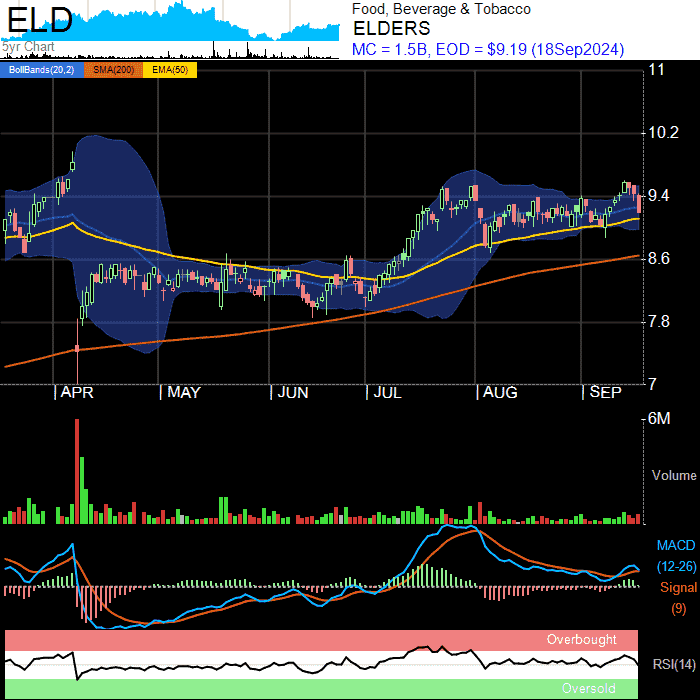 ELD
5yr Chart
Food, Beverage & Tobacco
ELDERS
MC = 1.5B, EOD = $9.19 (18Sep2024)
BollBands(20,2) SMA(200) EMA(50)
11
10.2
9.4
8.6
7.8
7
APR MAY JUN JUL AUG SEP
6M
Volume
MACD
(12-26)
Signal
(9)
Overbought
RSI(14)
Oversold